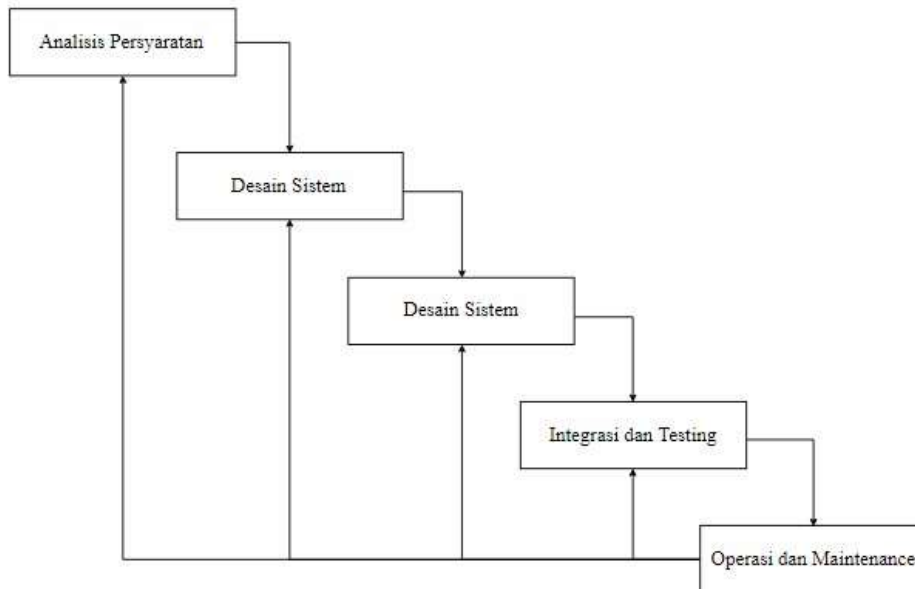 Analisis Persyaratan
Desain Sistem
Desain Sistem
Integrasi dan Testing
Operasi dan Maintenance